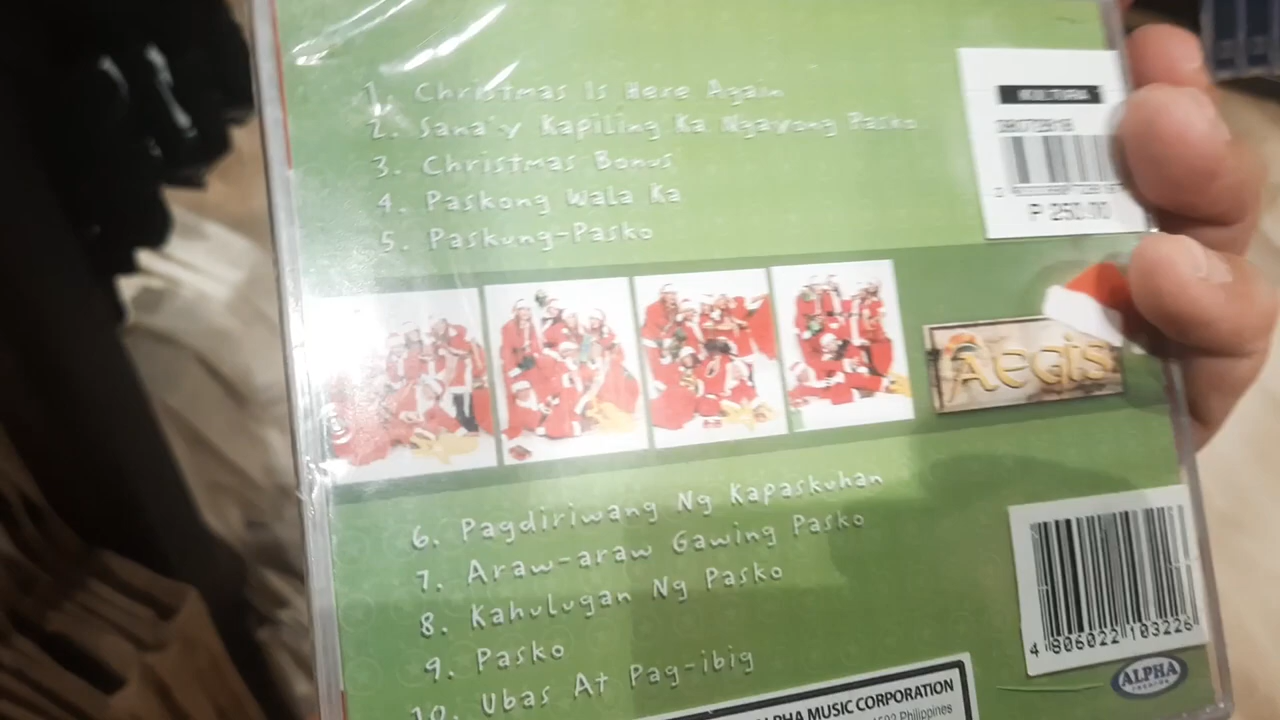 1. Christmas Is Here Again
2. Sana'y Kapiling Ka Ngayong Pasko
3. Christmas Bonus
4. Paskong Wala Ka
5. Paskung-Pasko
KULTURA
P 250.00
Aegis
6. Pagdiriwang Ng Kapaskuhan
7. Araw-araw Gawing Pasko
8. Kahulugan Ng Pasko
9. Pasko
10. Ubas At Pag-ibig
4 806022 103226
ALPHA
ALPHA MUSIC CORPORATION
Philippines